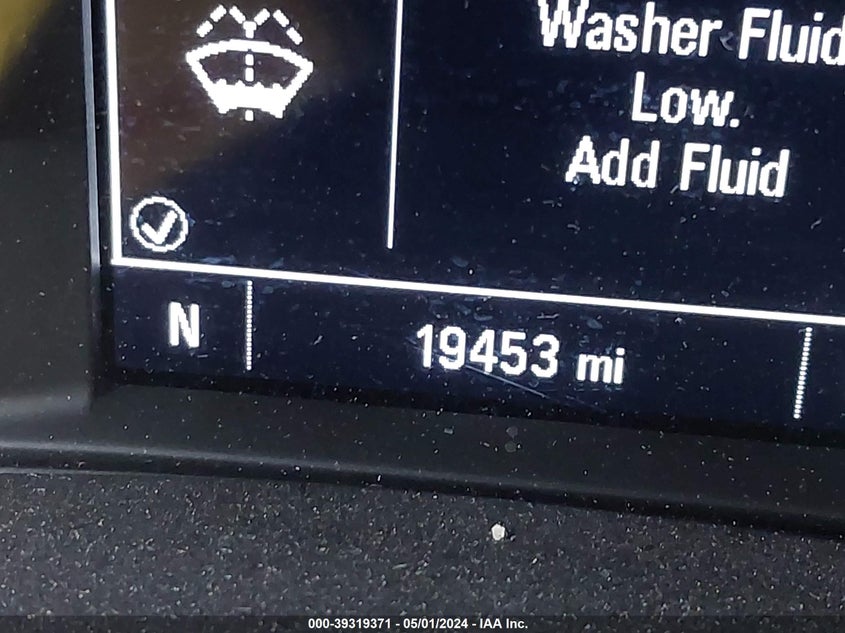 Washer Fluid
Low.
Add Fluid
N
19453 mi
000-39319371 - 05/01/2024 - IAA Inc.